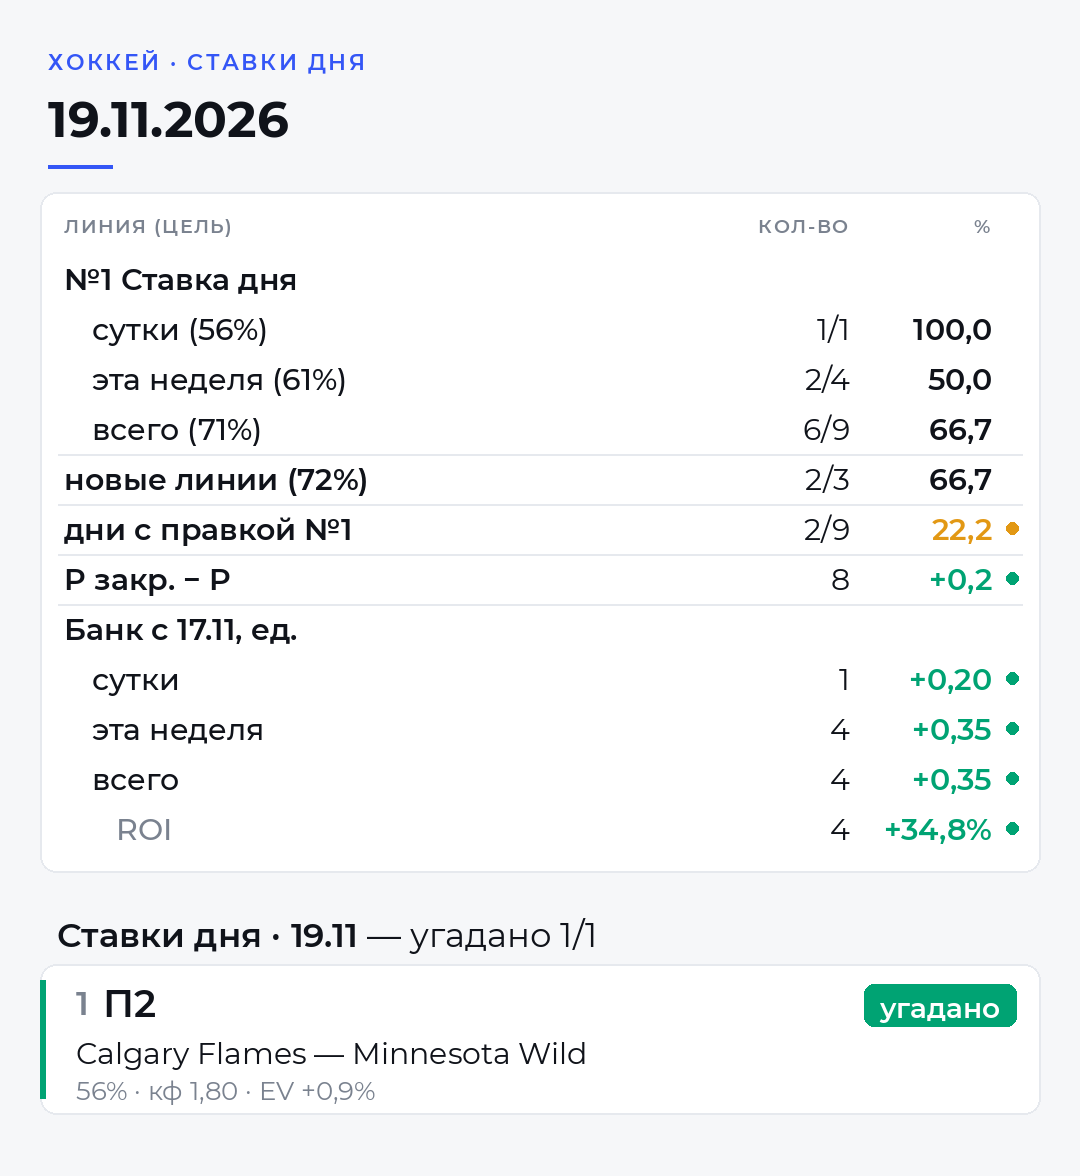 ХОККЕЙ · СТАВКИ ДНЯ
19.11.2026
ЛИНИЯ (ЦЕЛЬ) КОЛ-ВО %
№1 Ставка дня
сутки (56%) 1/1 100,0
эта неделя (61%) 2/4 50,0
всего (71%) 6/9 66,7
новые линии (72%) 2/3 66,7
дни с правкой №1 2/9 22,2
Р закр. − Р 8 +0,2
Банк с 17.11, ед.
сутки 1 +0,20
эта неделя 4 +0,35
всего 4 +0,35
ROI 4 +34,8%
Ставки дня · 19.11 — угадано 1/1
1 П2 угадано
Calgary Flames — Minnesota Wild
56% · кф 1,80 · EV +0,9%